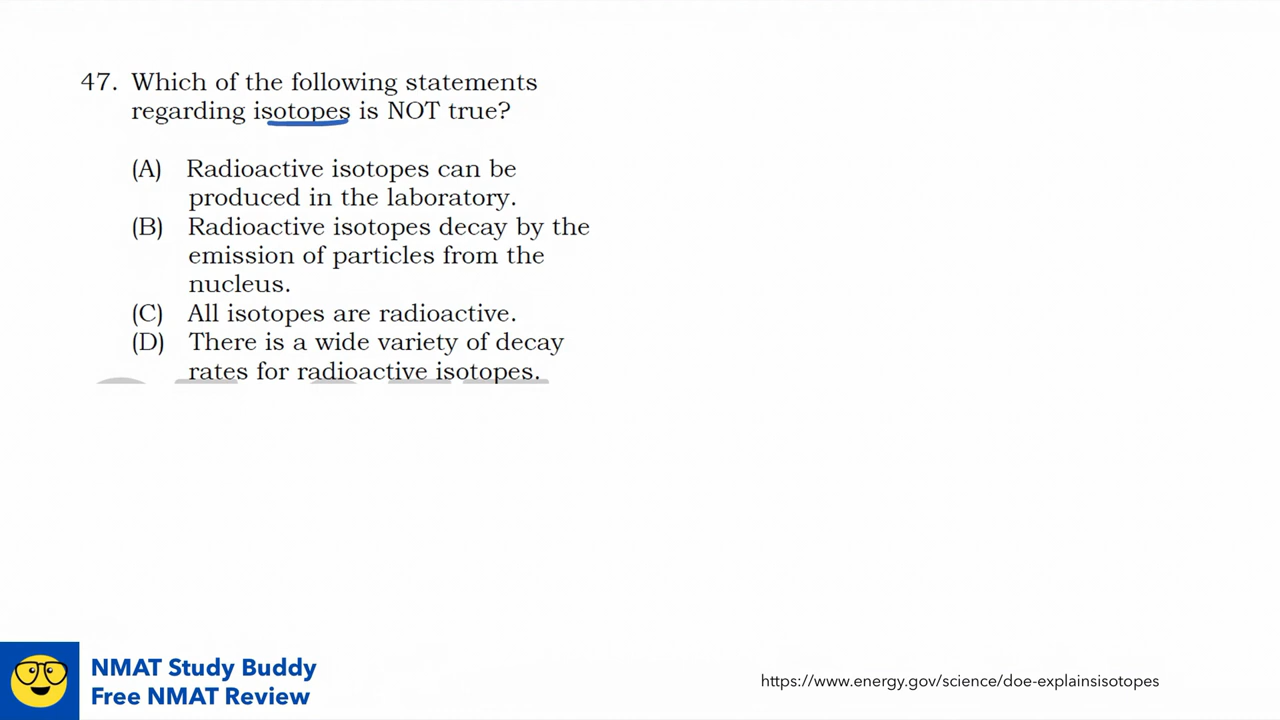 47. Which of the following statements
regarding isotopes is NOT true?
(A) Radioactive isotopes can be
produced in the laboratory.
(B) Radioactive isotopes decay by the
emission of particles from the
nucleus.
(C) All isotopes are radioactive.
(D) There is a wide variety of decay
rates for radioactive isotopes.
NMAT Study Buddy
Free NMAT Review
https://www.energy.gov/science/doe-explainsisotopes